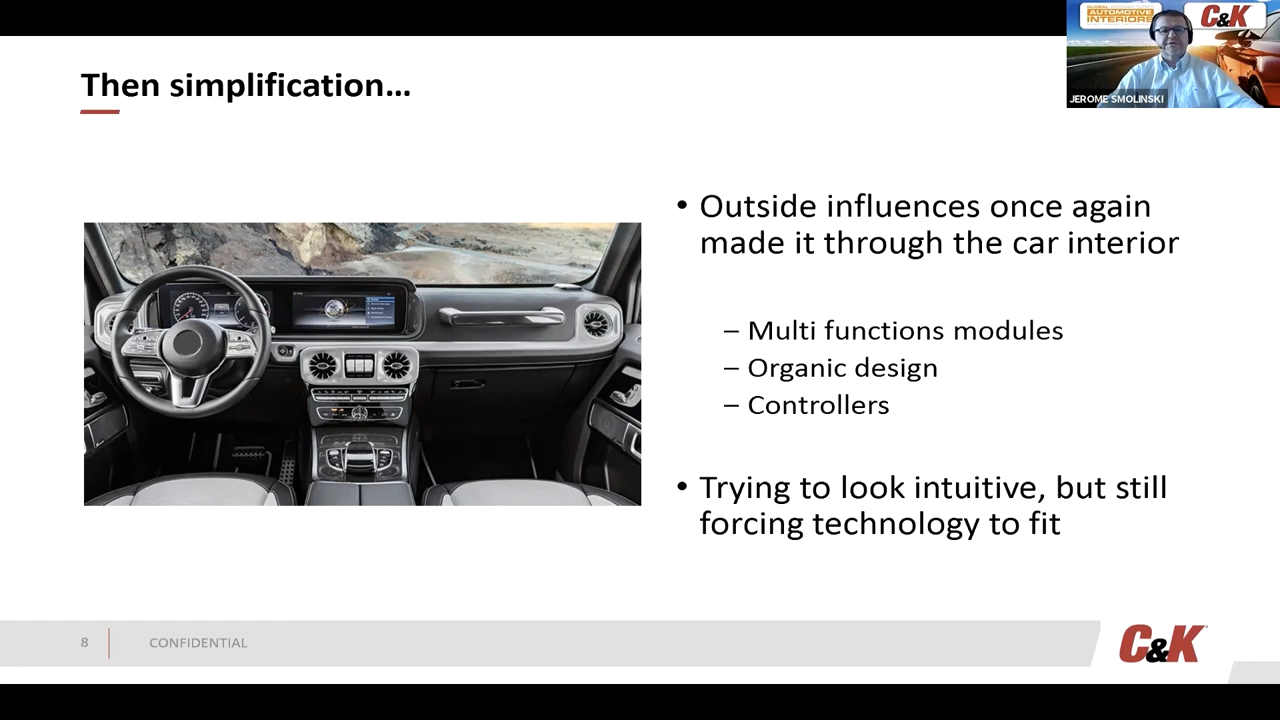 Then simplification...
AUTOMOTIVE
INTERIORS
C&K
JEROME SMOLINSKI
• Outside influences once again
made it through the car interior
– Multi functions modules
– Organic design
– Controllers
• Trying to look intuitive, but still
forcing technology to fit
8
CONFIDENTIAL
C&K